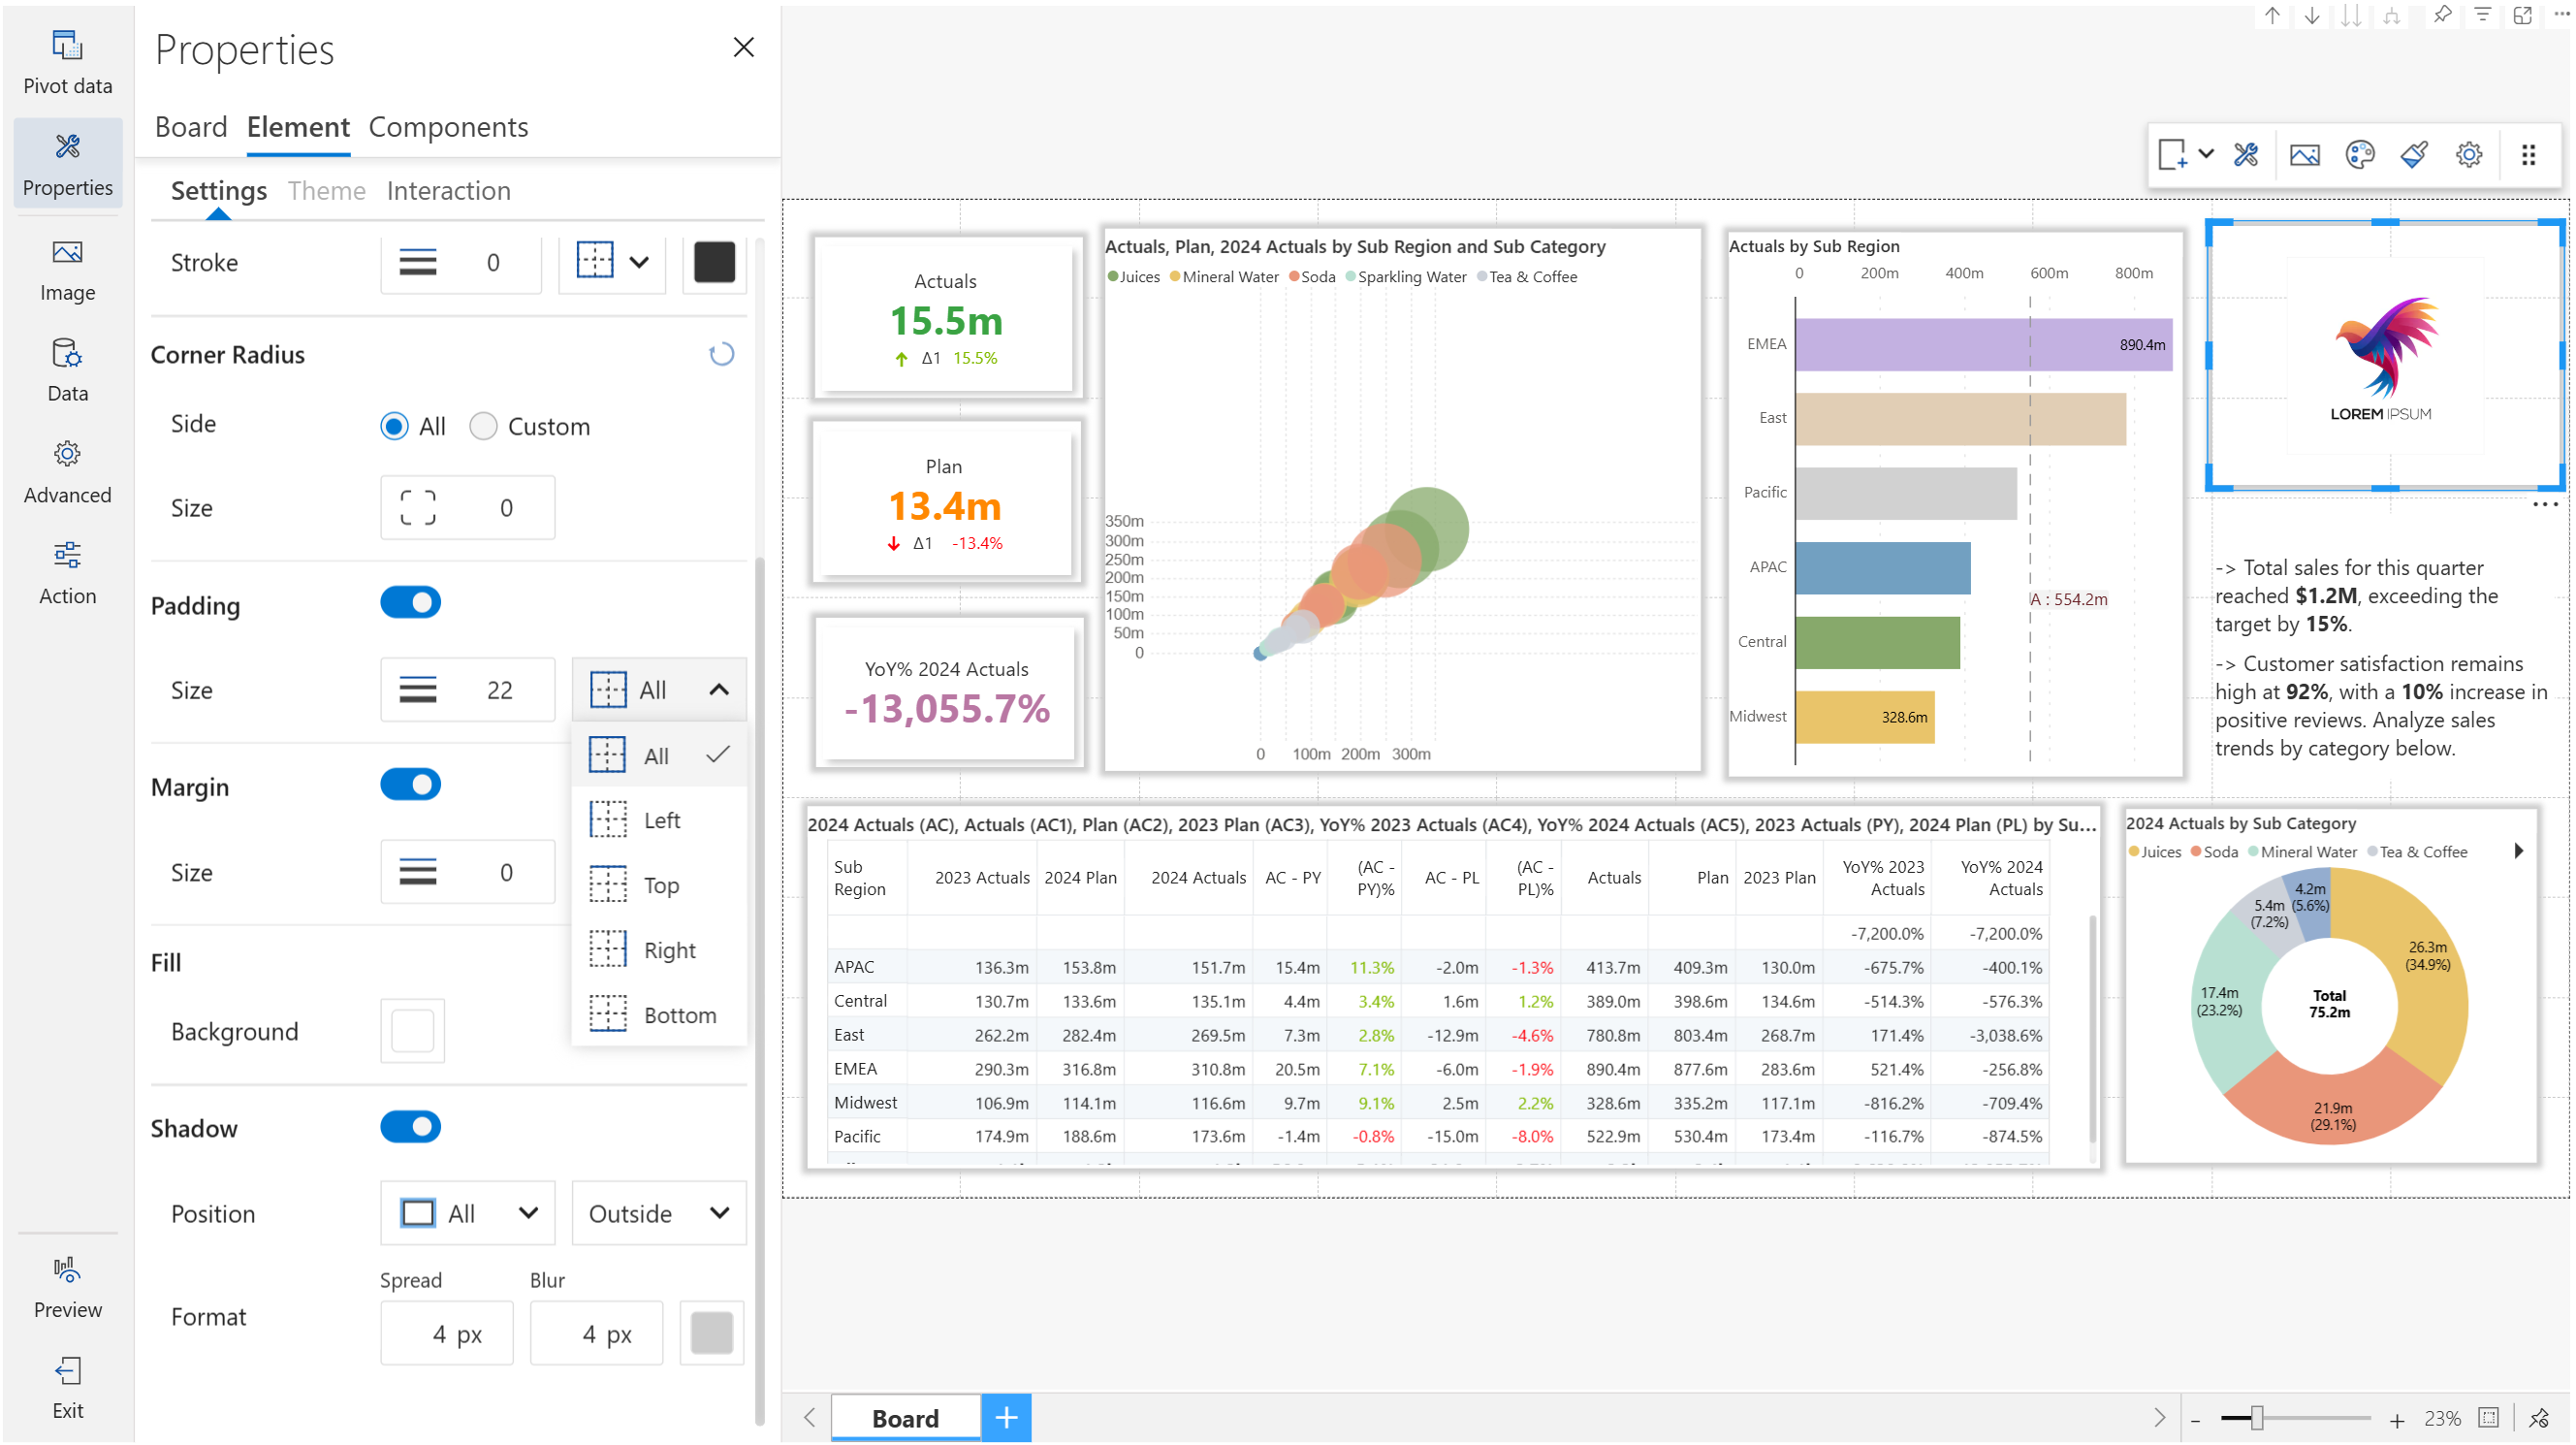 Pivot data
Properties
Image
Data
Advanced
Action
Preview
Exit
Properties
Board Element Components
Settings Theme Interaction
Stroke 0
Corner Radius
Side All Custom
Size 0
Padding
Size 22 All
All
Left
Top
Right
Bottom
Margin
Size 0
Fill
Background
Shadow
Position All Outside
Spread Blur
Format 4 px 4 px
Actuals
15.5m
Δ1 15.5%
Plan
13.4m
Δ1 -13.4%
YoY% 2024 Actuals
-13,055.7%
Actuals, Plan, 2024 Actuals by Sub Region and Sub Category
Juices Mineral Water Soda Sparkling Water Tea & Coffee
350m
300m
250m
200m
150m
100m
50m
0
0 100m 200m 300m
Actuals by Sub Region
0 200m 400m 600m 800m
EMEA 890.4m
East
Pacific
APAC
A : 554.2m
Central
Midwest 328.6m
LOREM IPSUM
-> Total sales for this quarter
reached $1.2M, exceeding the
target by 15%.
-> Customer satisfaction remains
high at 92%, with a 10% increase in
positive reviews. Analyze sales
trends by category below.
2024 Actuals (AC), Actuals (AC1), Plan (AC2), 2023 Plan (AC3), YoY% 2023 Actuals (AC4), YoY% 2024 Actuals (AC5), 2023 Actuals (PY), 2024 Plan (PL) by Su...
Sub Region 2023 Actuals 2024 Plan 2024 Actuals AC - PY (AC - PY)% AC - PL (AC - PL)% Actuals Plan 2023 Plan YoY% 2023 Actuals YoY% 2024 Actuals
-7,200.0% -7,200.0%
APAC 136.3m 153.8m 151.7m 15.4m 11.3% -2.0m -1.3% 413.7m 409.3m 130.0m -675.7% -400.1%
Central 130.7m 133.6m 135.1m 4.4m 3.4% 1.6m 1.2% 389.0m 398.6m 134.6m -514.3% -576.3%
East 262.2m 282.4m 269.5m 7.3m 2.8% -12.9m -4.6% 780.8m 803.4m 268.7m 171.4% -3,038.6%
EMEA 290.3m 316.8m 310.8m 20.5m 7.1% -6.0m -1.9% 890.4m 877.6m 283.6m 521.4% -256.8%
Midwest 106.9m 114.1m 116.6m 9.7m 9.1% 2.5m 2.2% 328.6m 335.2m 117.1m -816.2% -709.4%
Pacific 174.9m 188.6m 173.6m -1.4m -0.8% -15.0m -8.0% 522.9m 530.4m 173.4m -116.7% -874.5%
2024 Actuals by Sub Category
Juices Soda Mineral Water Tea & Coffee
4.2m
(5.6%)
5.4m
(7.2%)
26.3m
(34.9%)
17.4m
(23.2%)
Total
75.2m
21.9m
(29.1%)
Board
23%